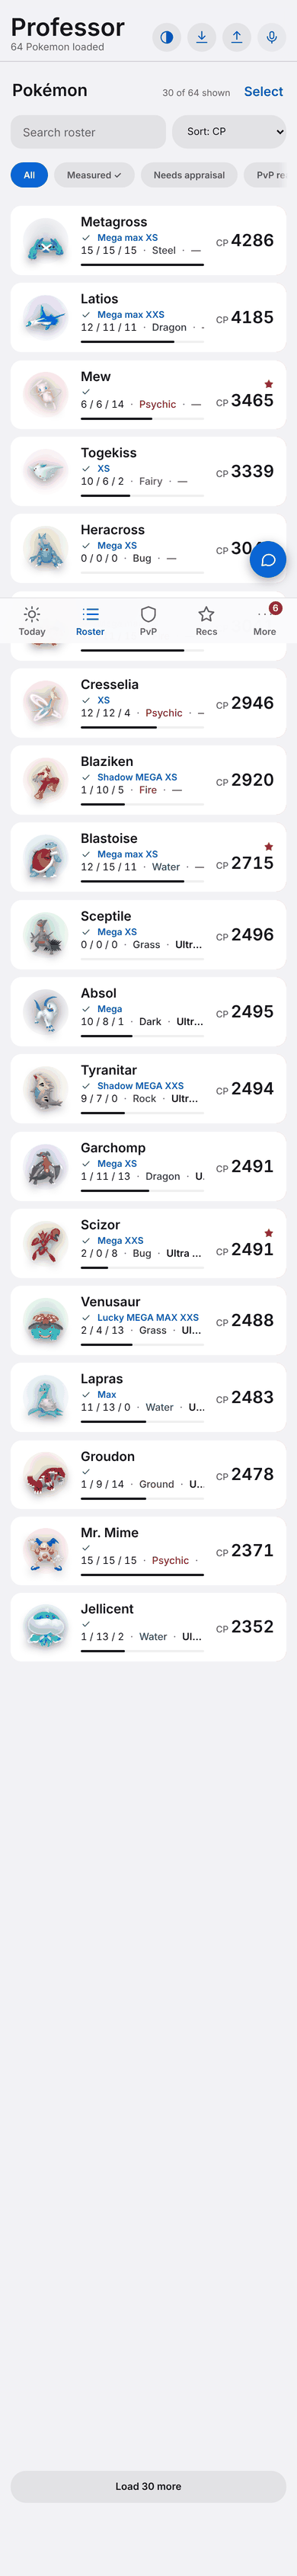 Professor
64 Pokemon loaded
Pokémon
30 of 64 shown
Select
Search roster
Sort: CP
All
Measured ✓
Needs appraisal
PvP re
Metagross
✓ Mega max XS
15 / 15 / 15 · Steel · —
CP 4286
Latios
✓ Mega max XXS
12 / 11 / 11 · Dragon ·
CP 4185
Mew
✓
6 / 6 / 14 · Psychic · —
★
CP 3465
Togekiss
✓ XS
10 / 6 / 2 · Fairy · —
CP 3339
Heracross
✓ Mega XS
0 / 0 / 0 · Bug · —
CP 30
Today
Roster
PvP
Recs
More
6
Cresselia
✓ XS
12 / 12 / 4 · Psychic · –
CP 2946
Blaziken
✓ Shadow MEGA XS
1 / 10 / 5 · Fire · —
CP 2920
Blastoise
✓ Mega max XS
12 / 15 / 11 · Water · —
★
CP 2715
Sceptile
✓ Mega XS
0 / 0 / 0 · Grass · Ultr...
CP 2496
Absol
✓ Mega
10 / 8 / 1 · Dark · Ultr...
CP 2495
Tyranitar
✓ Shadow MEGA XXS
9 / 7 / 0 · Rock · Ultr...
CP 2494
Garchomp
✓ Mega XS
1 / 11 / 13 · Dragon · U.
CP 2491
Scizor
✓ Mega XXS
2 / 0 / 8 · Bug · Ultra ...
★
CP 2491
Venusaur
✓ Lucky MEGA MAX XXS
2 / 4 / 13 · Grass · Ul...
CP 2488
Lapras
✓ Max
11 / 13 / 0 · Water · U...
CP 2483
Groudon
✓
1 / 9 / 14 · Ground · U...
CP 2478
Mr. Mime
✓
15 / 15 / 15 · Psychic ·
CP 2371
Jellicent
✓
1 / 13 / 2 · Water · Ul...
CP 2352
Load 30 more